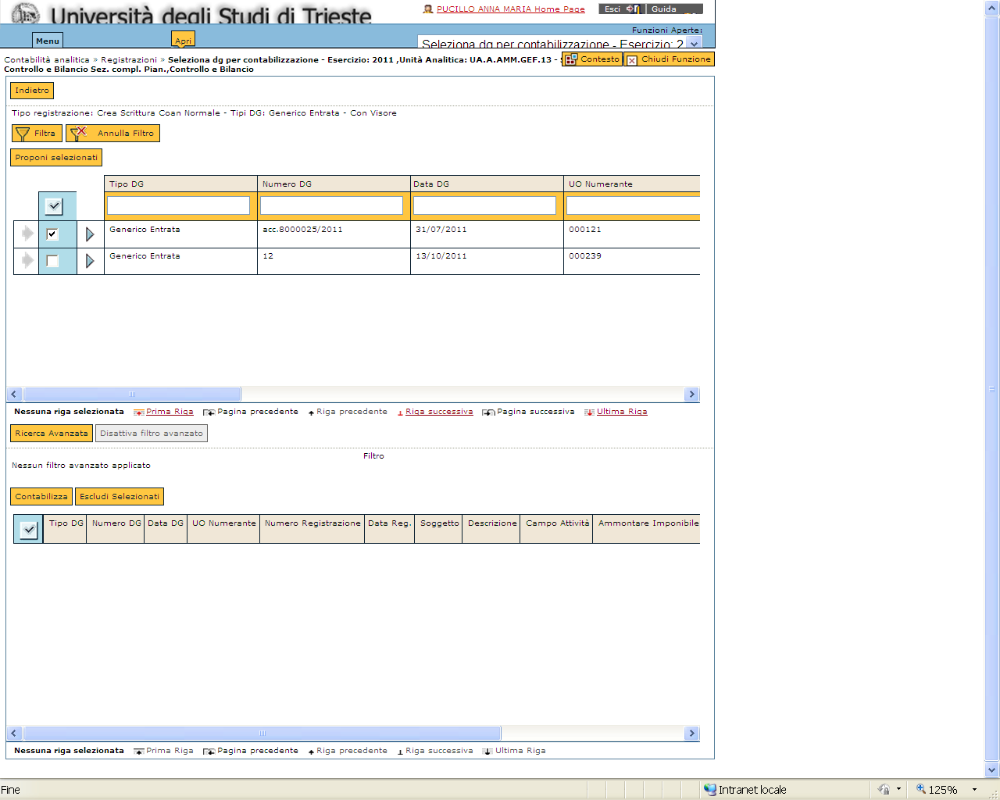 Università degli Studi di Trieste
PUCILLO ANNA MARIA Home Page
Esci
Guida
Funzioni Aperte:
Menu
Apri
Seleziona dg per contabilizzazione - Esercizio: 2
Contabilità analitica » Registrazioni » Seleziona dg per contabilizzazione - Esercizio: 2011 ,Unità Analitica: UA.A.AMM.GEF.13 -
Controllo e Bilancio Sez. compl. Pian.,Controllo e Bilancio
Contesto
Chiudi Funzione
Indietro
Tipo registrazione: Crea Scrittura Coan Normale - Tipi DG: Generico Entrata - Con Visore
Filtra
Annulla Filtro
Proponi selezionati
Tipo DG Numero DG Data DG UO Numerante
Generico Entrata acc.8000025/2011 31/07/2011 000121
Generico Entrata 12 13/10/2011 000239
Nessuna riga selezionata Prima Riga Pagina precedente Riga precedente Riga successiva Pagina successiva Ultima Riga
Ricerca Avanzata Disattiva filtro avanzato
Filtro
Nessun filtro avanzato applicato
Contabilizza Escludi Selezionati
Tipo DG Numero DG Data DG UO Numerante Numero Registrazione Data Reg. Soggetto Descrizione Campo Attività Ammontare Imponibile
Nessuna riga selezionata Prima Riga Pagina precedente Riga precedente Riga successiva Ultima Riga
Fine
Intranet locale
125%